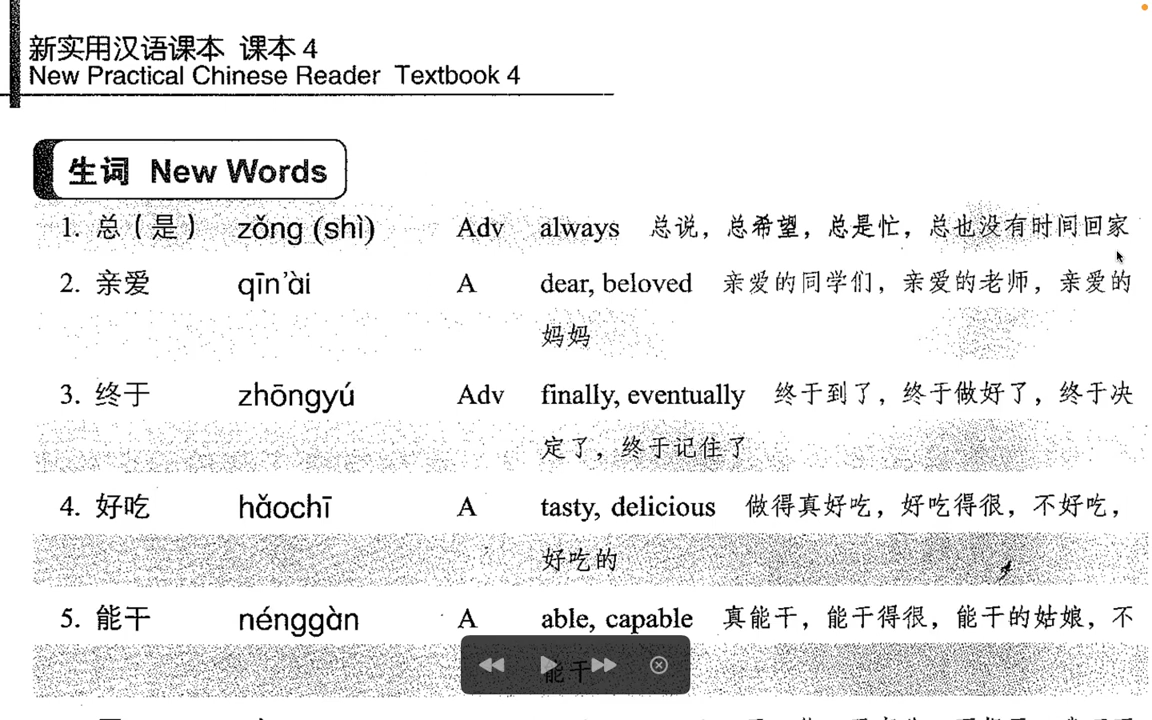 新实用汉语课本 课本 4
New Practical Chinese Reader Textbook 4
生词 New Words
1. 总（是） zǒng (shì) Adv always 总说，总希望，总是忙，总也没有时间回家
2. 亲爱 qīn'ài A dear, beloved 亲爱的同学们，亲爱的老师，亲爱的
妈妈
3. 终于 zhōngyú Adv finally, eventually 终于到了，终于做好了，终于决
定了，终于记住了
4. 好吃 hǎochī A tasty, delicious 做得真好吃，好吃得很，不好吃，
好吃的
5. 能干 nénggàn A able, capable 真能干，能干得很，能干的姑娘，不
能干